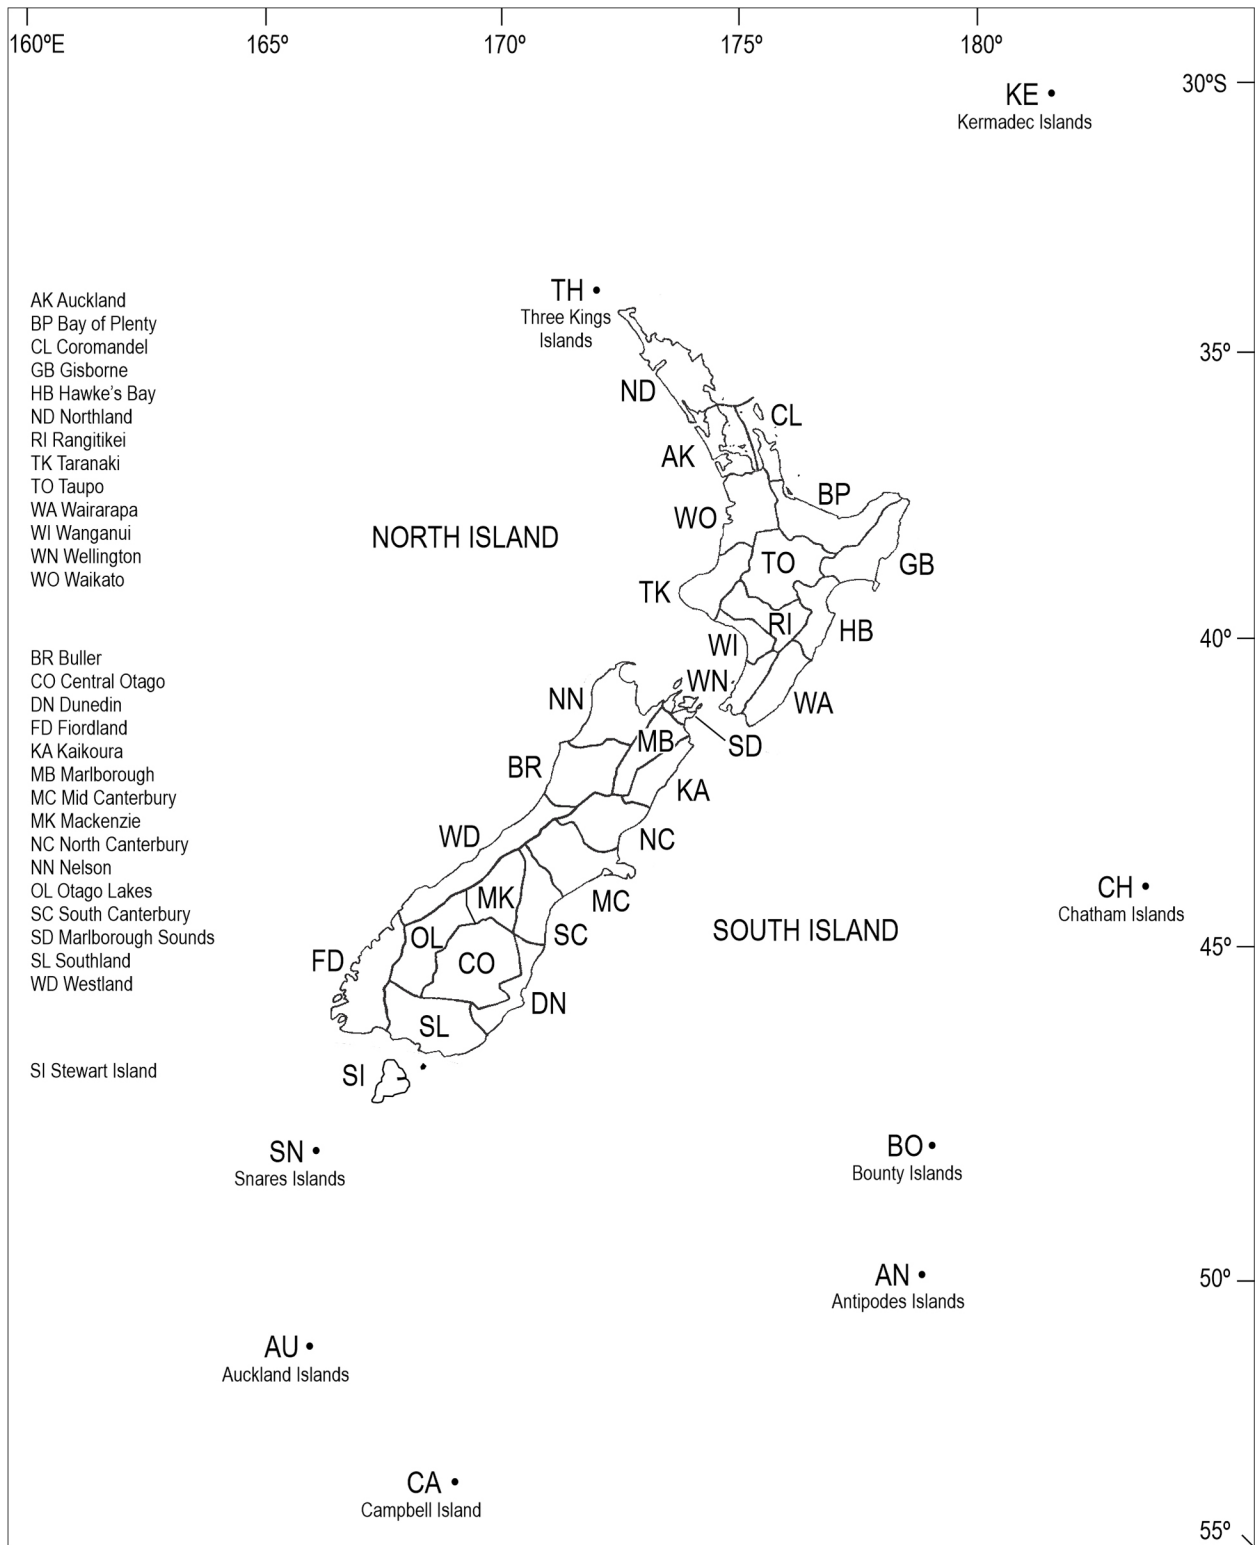 160ºE
165º
170º
175º
180º
30ºS
KE
Kermadec Islands
TH
Three Kings
Islands
AK Auckland
BP Bay of Plenty
CL Coromandel
GB Gisborne
HB Hawke’s Bay
ND Northland
RI Rangitikei
TK Taranaki
TO Taupo
WA Wairarapa
WI Wanganui
WN Wellington
WO Waikato
35º
ND
CL
AK
BP
WO
NORTH ISLAND
TO
GB
TK
RI
HB
WI
40º
BR Buller
CO Central Otago
DN Dunedin
FD Fiordland
KA Kaikoura
MB Marlborough
MC Mid Canterbury
MK Mackenzie
NC North Canterbury
NN Nelson
OL Otago Lakes
SC South Canterbury
SD Marlborough Sounds
SL Southland
WD Westland
WN
NN
WA
MB
SD
BR
KA
WD
NC
MK
MC
CH
Chatham Islands
SOUTH ISLAND
OL
SC
45º
FD
CO
DN
SL
SI Stewart Island
SI
SN
Snares Islands
BO
Bounty Islands
AN
Antipodes Islands
50º
AU
Auckland Islands
CA
Campbell Island
55º